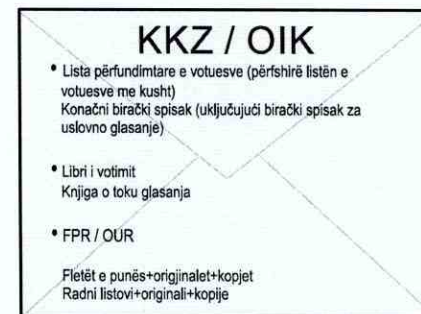 KKZ / OIK
• Lista përfundimtare e votuesve (përfshirë listën e
votuesve me kusht)
Konačni birački spisak (uključujući birački spisak za
uslovno glasanje)
• Libri i votimit
Knjiga o toku glasanja
• FPR / OUR
Fletët e punës+origjinalet+kopjet
Radni listovi+originali+kopije